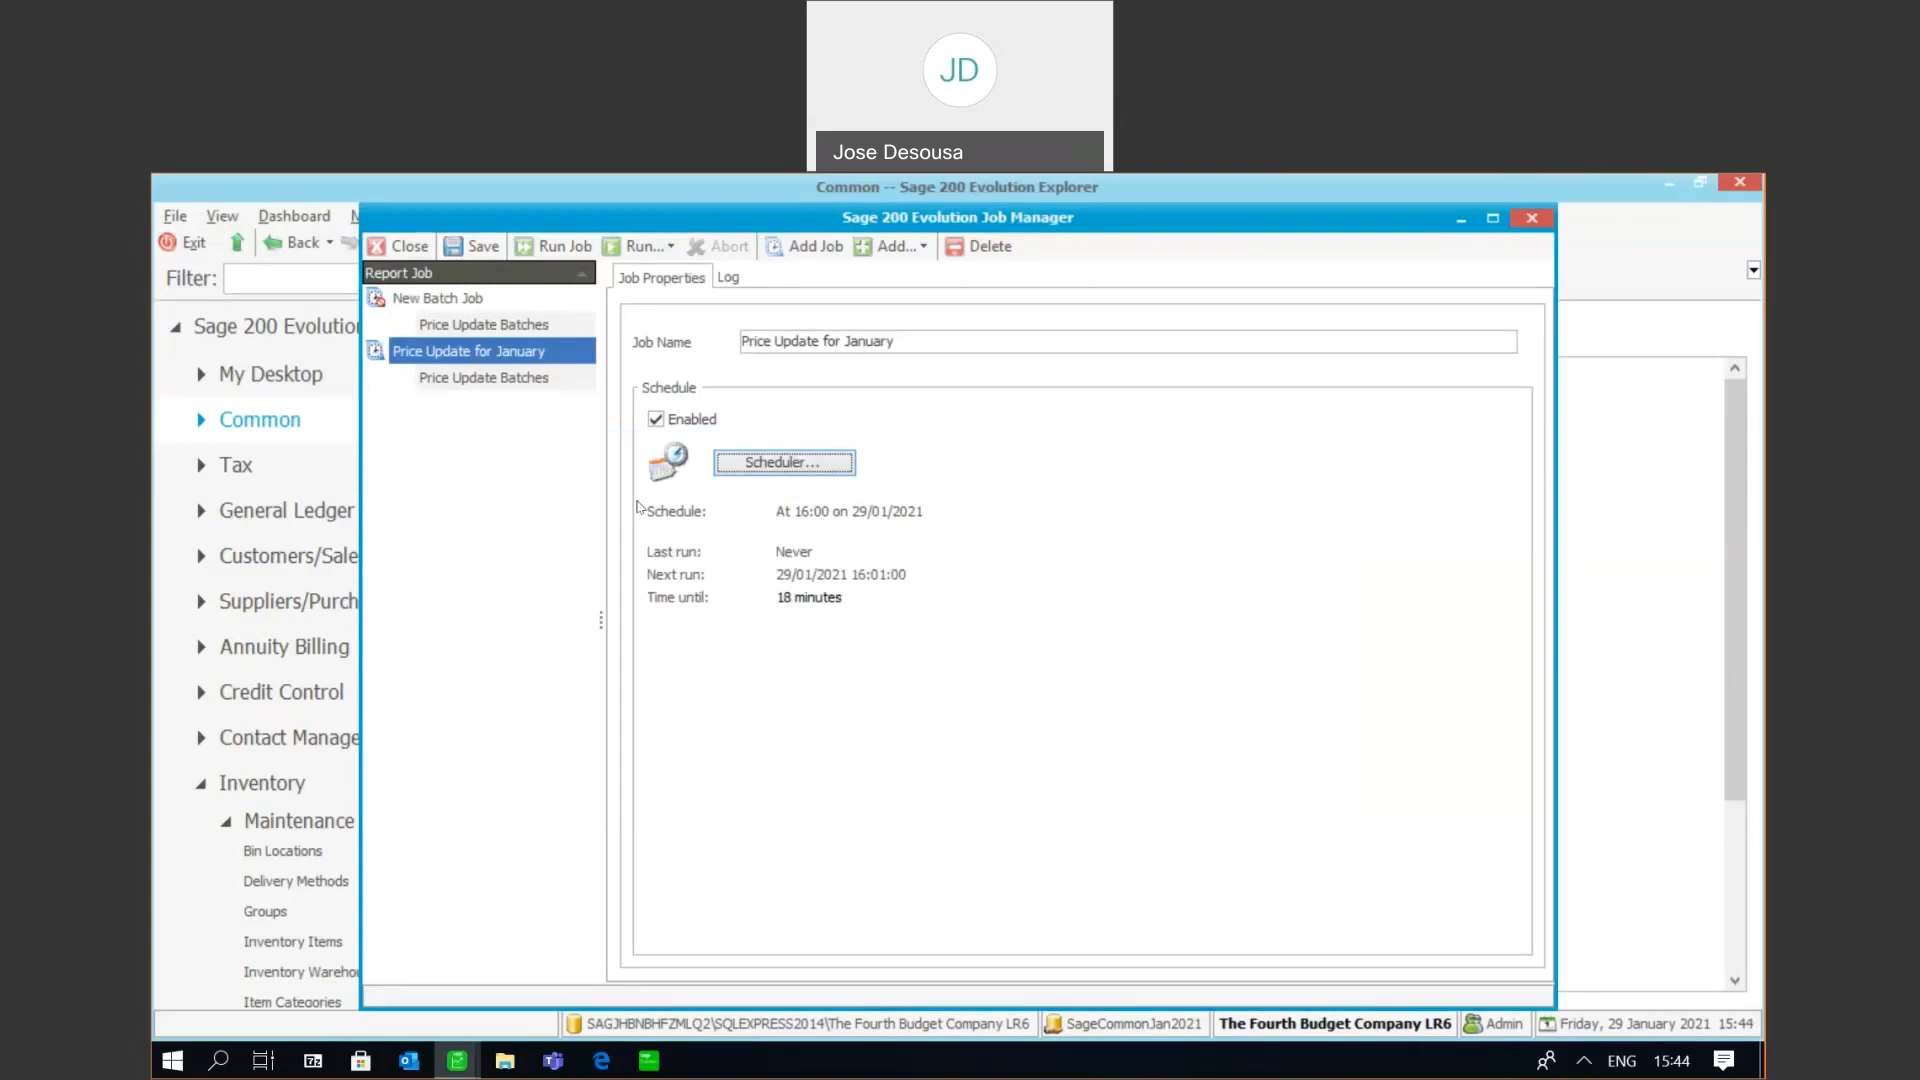 JD
Jose Desousa
Common -- Sage 200 Evolution Explorer
File View Dashboard
Sage 200 Evolution Job Manager
Exit Back
Close Save Run Job Run... Abort Add Job Add... Delete
Filter:
Report Job
Job Properties Log
New Batch Job
Price Update Batches
Price Update for January
Price Update Batches
Job Name Price Update for January
Schedule
Enabled
Scheduler...
Schedule: At 16:00 on 29/01/2021
Last run: Never
Next run: 29/01/2021 16:01:00
Time until: 18 minutes
Sage 200 Evolution
My Desktop
Common
Tax
General Ledger
Customers/Sale
Suppliers/Purch
Annuity Billing
Credit Control
Contact Manage
Inventory
Maintenance
Bin Locations
Delivery Methods
Groups
Inventory Items
Inventory Wareho
Item Categories
SAGJHBNBHFZMLQ2\SQLEXPRESS2014\The Fourth Budget Company LR6 SageCommonJan2021 The Fourth Budget Company LR6 Admin Friday, 29 January 2021 15:44
ENG 15:44